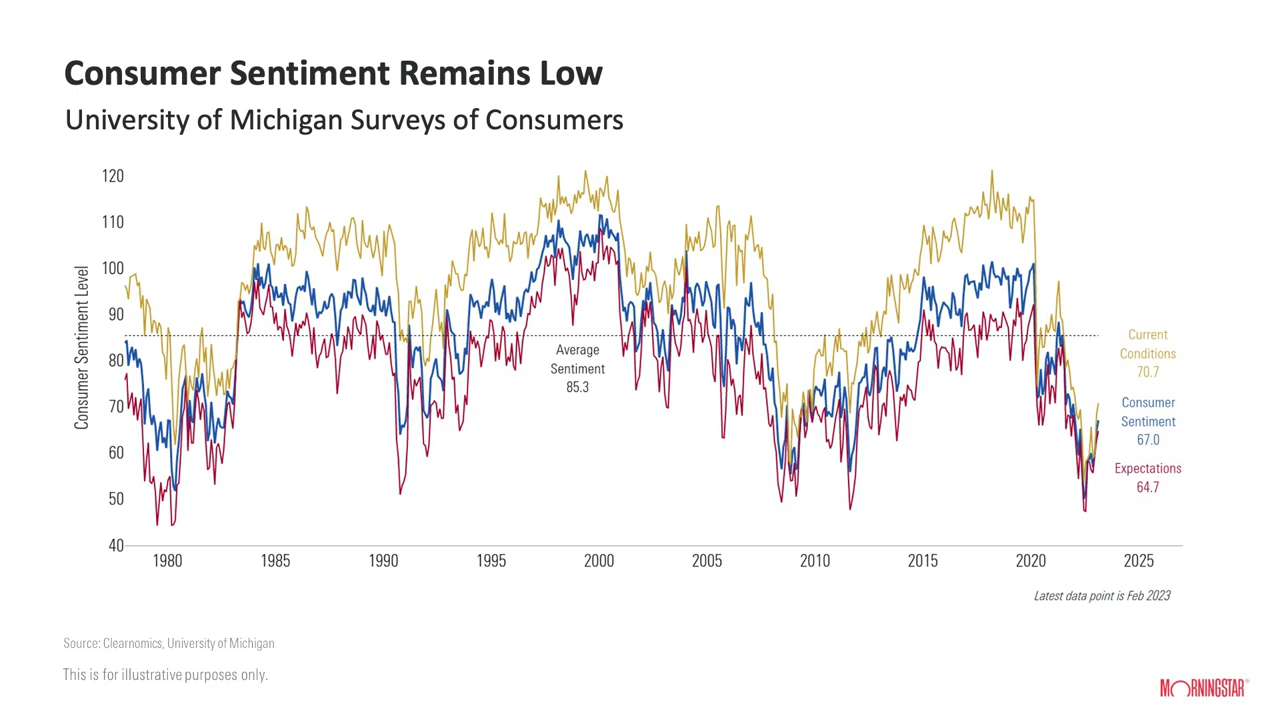 Consumer Sentiment Remains Low
University of Michigan Surveys of Consumers
Consumer Sentiment Level
120
110
100
90
80
70
60
50
40
Average
Sentiment
85.3
Current
Conditions
70.7
Consumer
Sentiment
67.0
Expectations
64.7
1980
1985
1990
1995
2000
2005
2010
2015
2020
2025
Latest data point is Feb 2023
Source: Clearnomics, University of Michigan
This is for illustrative purposes only.
MORNINGSTAR®